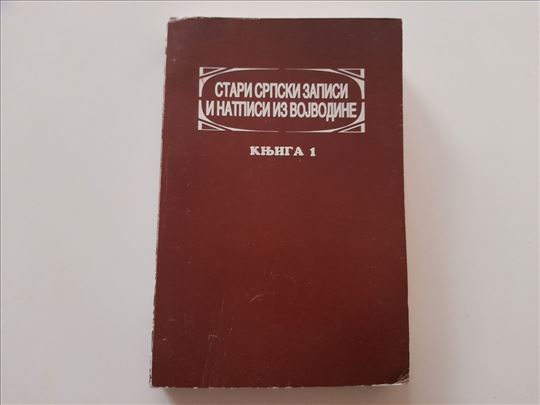 СТАРИ СРПСКИ ЗАПИСИ
И НАТПИСИ ИЗ ВОЈВОДИНЕ
КЊИГА 1